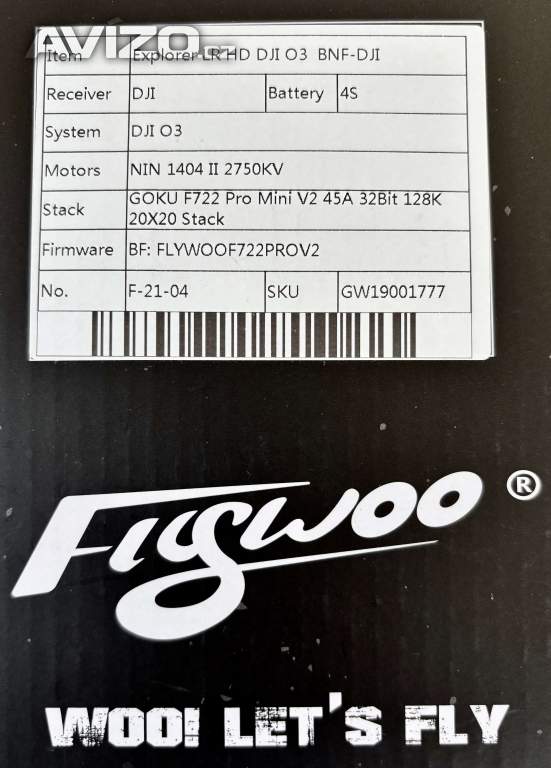 AVIZO.cz
Item Explorer LR HD DJI O3 BNF-DJI
Receiver DJI Battery 4S
System DJI O3
Motors NIN 1404 II 2750KV
Stack GOKU F722 Pro Mini V2 45A 32Bit 128K
20X20 Stack
Firmware BF: FLYWOOF722PROV2
No. F-21-04 SKU GW19001777
Flywoo ®
WOO! LET'S FLY